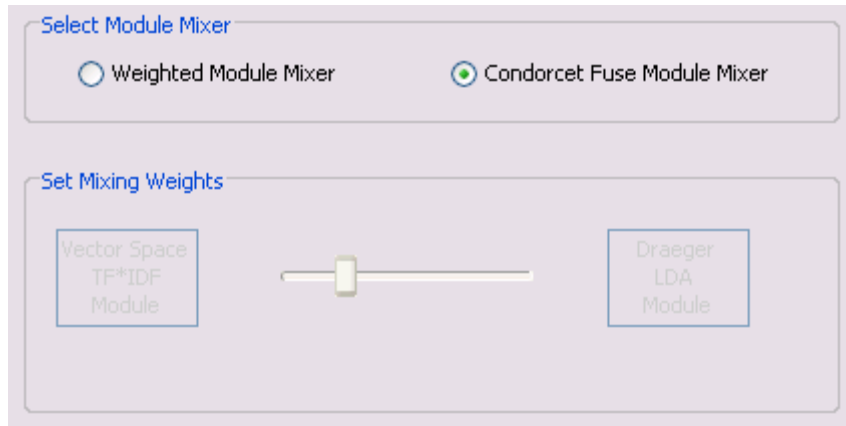 Select Module Mixer
Weighted Module Mixer Condorcet Fuse Module Mixer
Set Mixing Weights
Vector Space
TF*IDF
Module
Draeger
LDA
Module